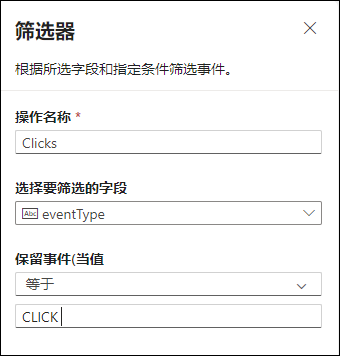 筛选器
根据所选字段和指定条件筛选事件。
操作名称 *
Clicks
选择要筛选的字段
Abc eventType
保留事件(当值
等于
CLICK